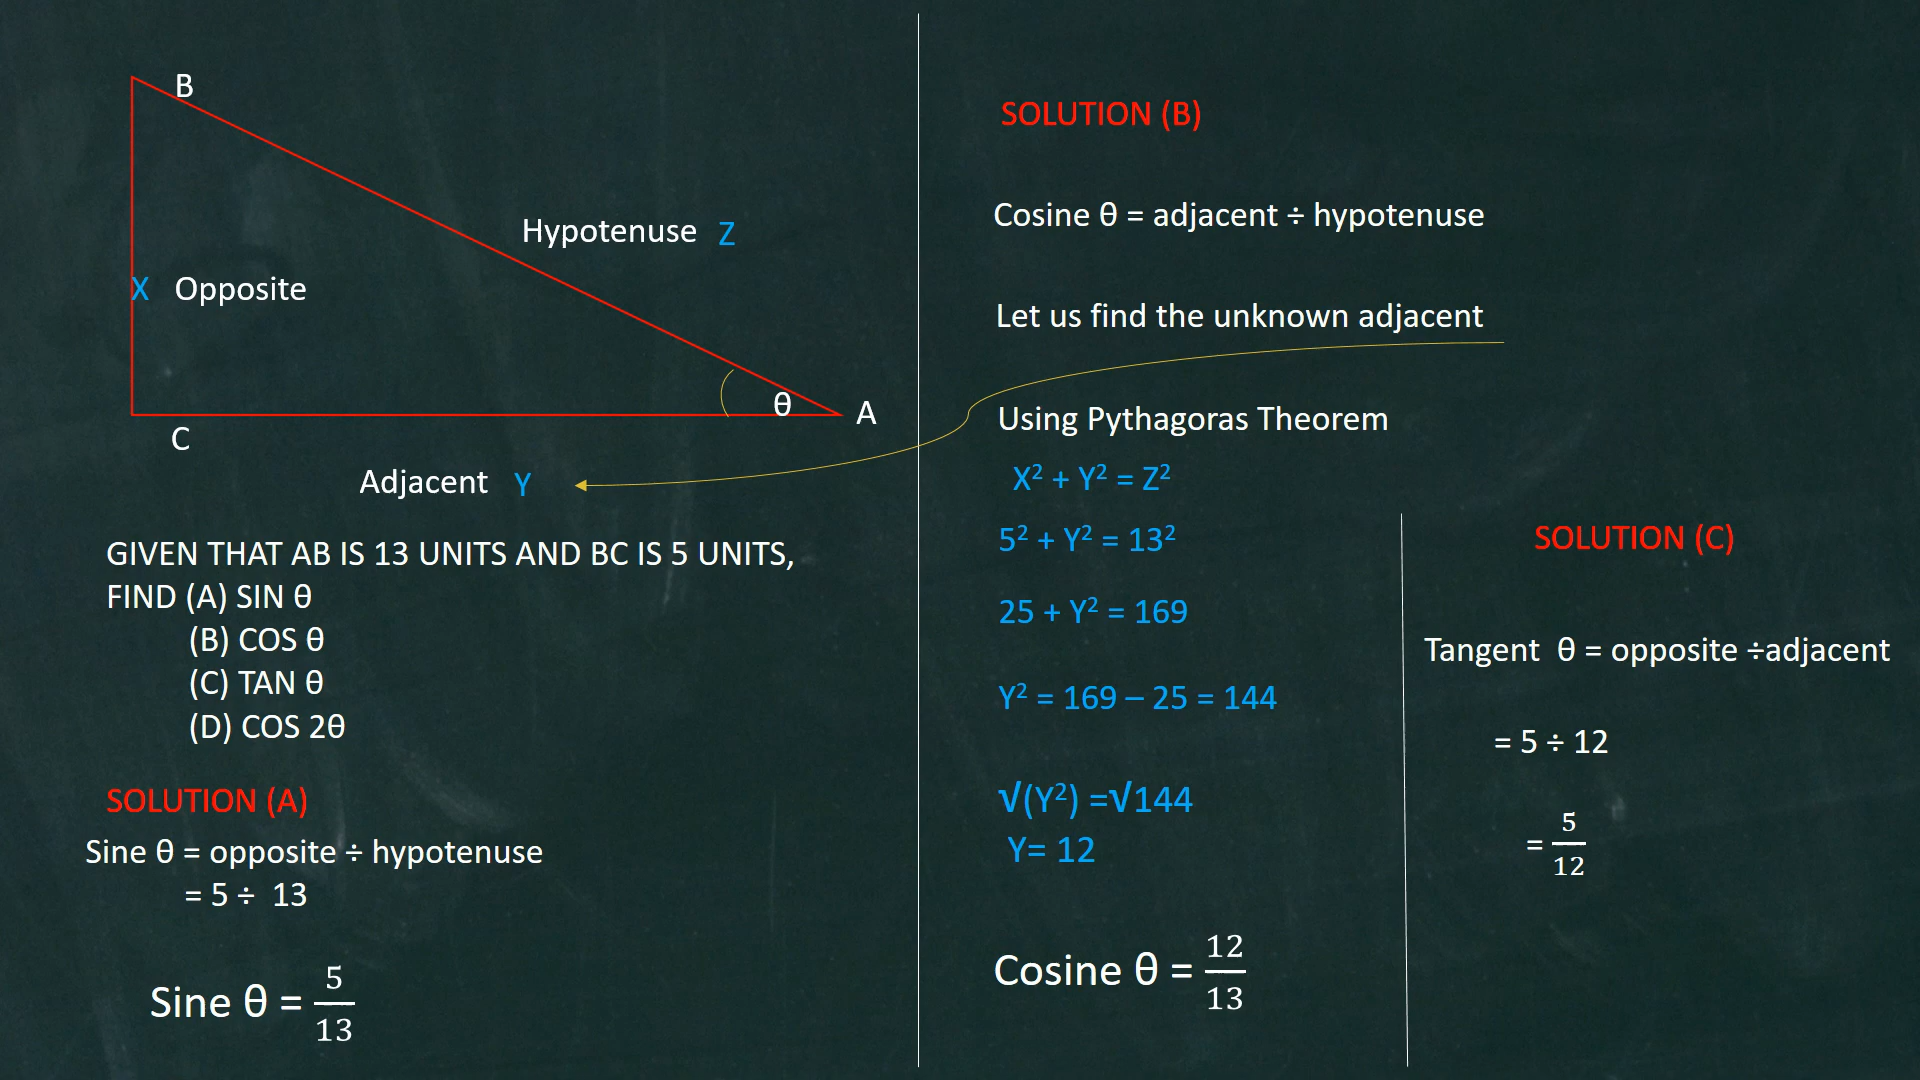 B
Hypotenuse Z
X Opposite
θ A
C
Adjacent Y
GIVEN THAT AB IS 13 UNITS AND BC IS 5 UNITS,
FIND (A) SIN θ
(B) COS θ
(C) TAN θ
(D) COS 2θ
SOLUTION (A)
Sine θ = opposite ÷ hypotenuse
= 5 ÷ 13
Sine θ = 5/13
SOLUTION (B)
Cosine θ = adjacent ÷ hypotenuse
Let us find the unknown adjacent
Using Pythagoras Theorem
X² + Y² = Z²
5² + Y² = 13²
25 + Y² = 169
Y² = 169 – 25 = 144
√(Y²) =√144
Y= 12
Cosine θ = 12/13
SOLUTION (C)
Tangent θ = opposite ÷adjacent
= 5 ÷ 12
= 5/12